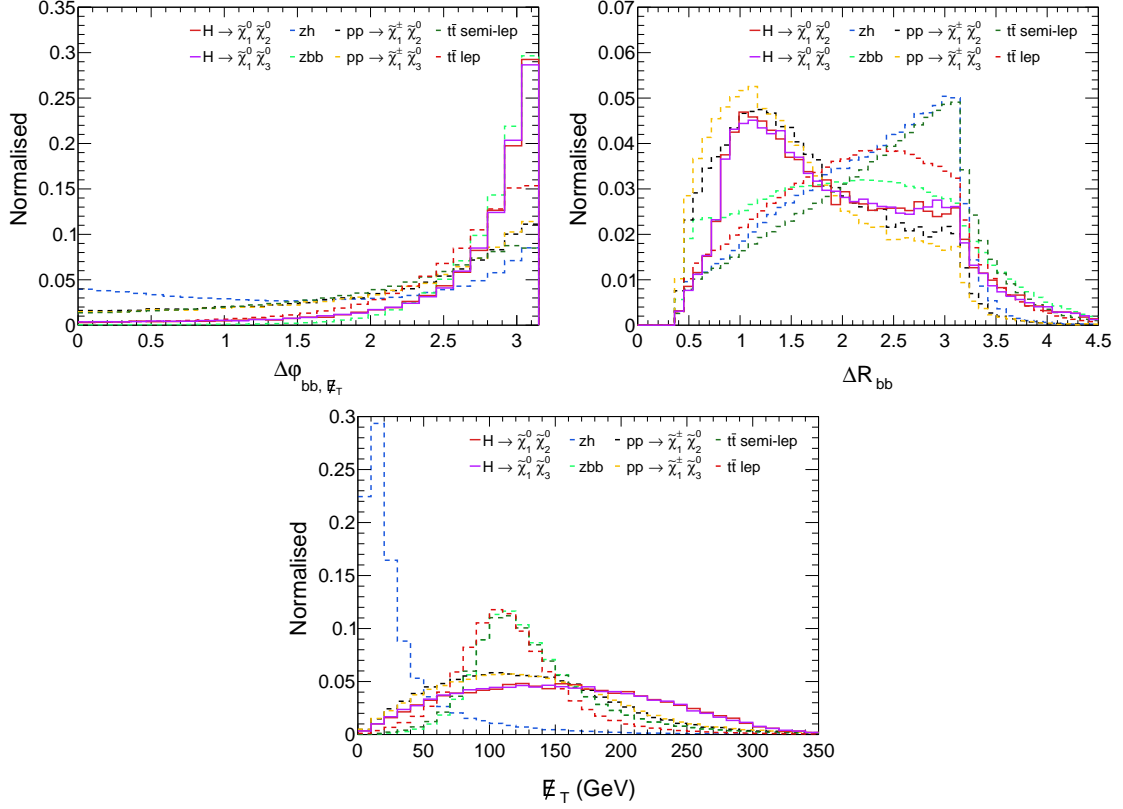 0.35
0.3
0.25
0.2
0.15
0.1
0.05
0
Normalised
H → χ̃₁⁰ χ̃₂⁰ zh pp → χ̃₁± χ̃₂⁰ tt̄ semi-lep
H → χ̃₁⁰ χ̃₃⁰ zbb pp → χ̃₁± χ̃₃⁰ tt̄ lep
0 0.5 1 1.5 2 2.5 3
Δφ bb, E̸T
0.06
0.05
0.04
0.03
0.02
0.01
0
Normalised
H → χ̃₁⁰ χ̃₂⁰ zh pp → χ̃₁± χ̃₂⁰ tt̄ semi-lep
H → χ̃₁⁰ χ̃₃⁰ zbb pp → χ̃₁± χ̃₃⁰ tt̄ lep
0 0.5 1 1.5 2 2.5 3 3.5 4 4.5
ΔR bb
0.3
0.25
0.2
0.15
0.1
0.05
0
Normalised
H → χ̃₁⁰ χ̃₂⁰ zh pp → χ̃₁± χ̃₂⁰ tt̄ semi-lep
H → χ̃₁⁰ χ̃₃⁰ zbb pp → χ̃₁± χ̃₃⁰ tt̄ lep
0 50 100 150 200 250 300 350
E̸T (GeV)